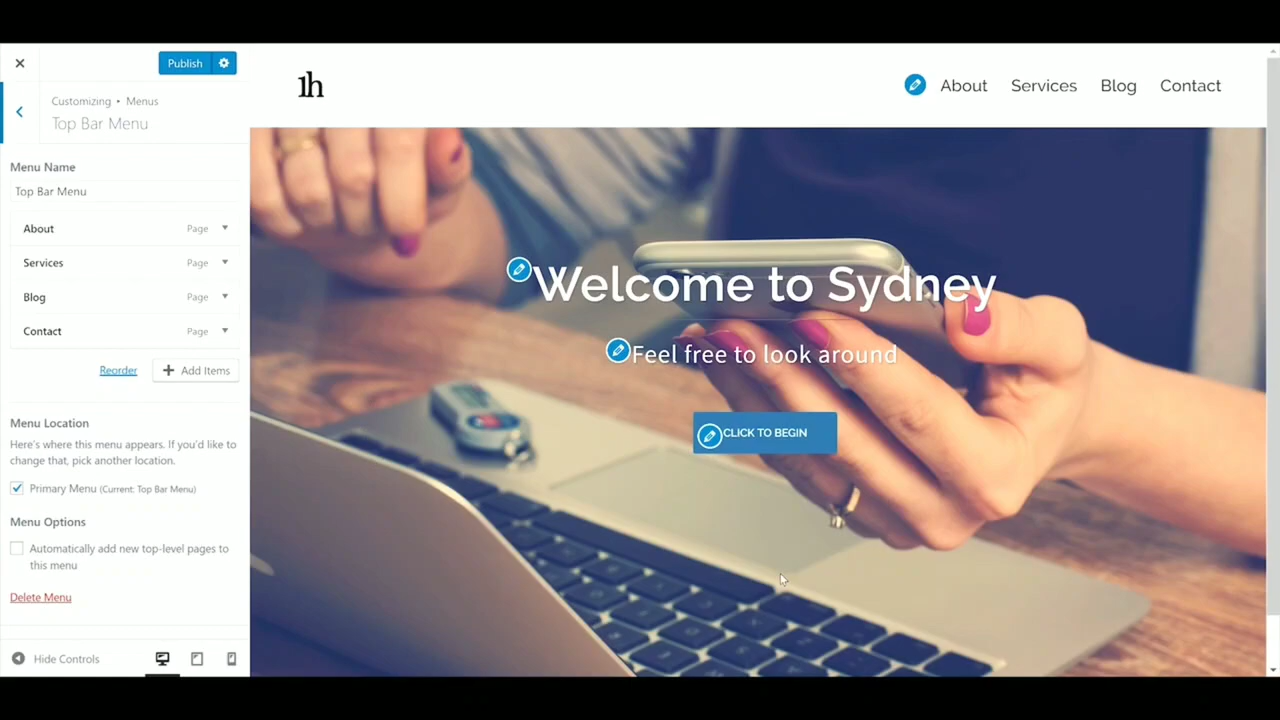 Publish
Customizing • Menus
Top Bar Menu
Menu Name
Top Bar Menu
About Page
Services Page
Blog Page
Contact Page
Reorder + Add Items
Menu Location
Here's where this menu appears. If you'd like to
change that, pick another location.
Primary Menu (Current: Top Bar Menu)
Menu Options
Automatically add new top-level pages to
this menu
Delete Menu
Hide Controls
1h
About Services Blog Contact
Welcome to Sydney
Feel free to look around
CLICK TO BEGIN